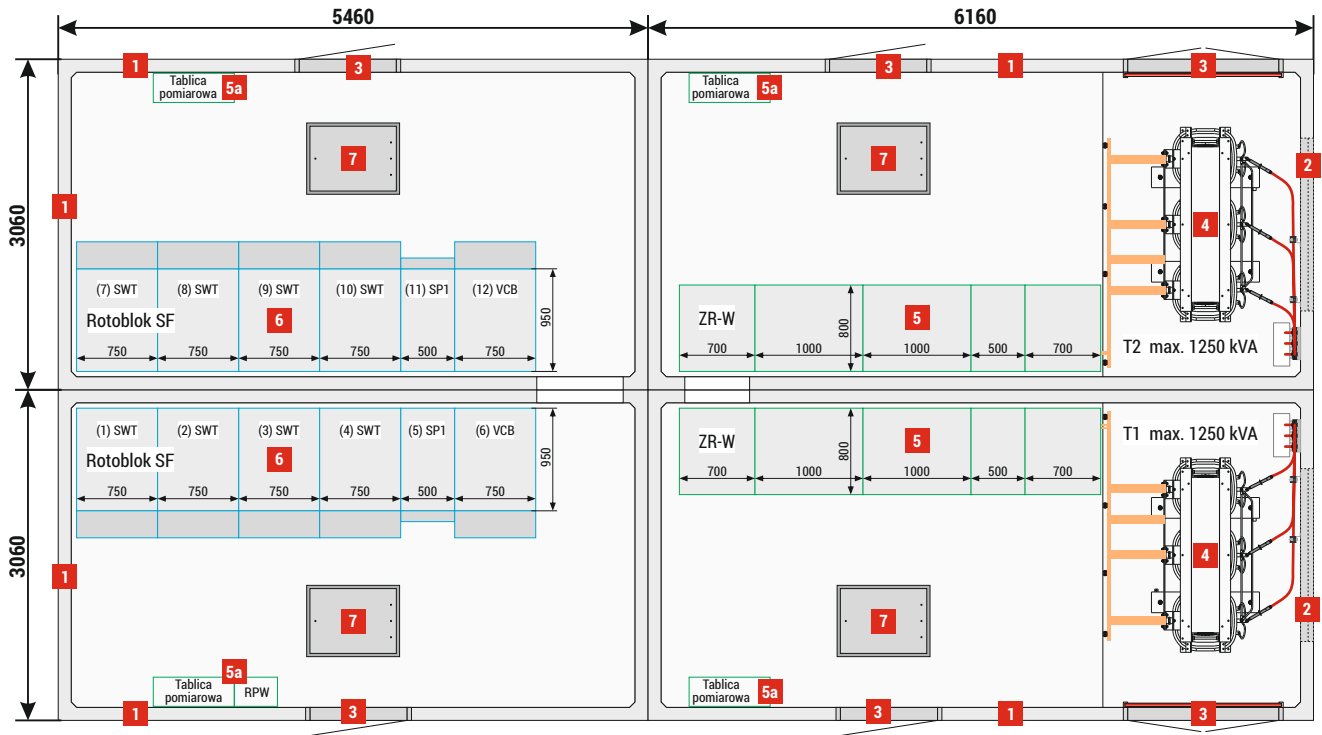 5460
6160
1
3
3
1
3
Tablica
pomiarowa
5a
Tablica
pomiarowa
5a
3060
7
7
2
1
4
(7) SWT
(8) SWT
(9) SWT
(10) SWT
(11) SP1
(12) VCB
Rotoblok SF
6
950
ZR-W
5
800
750
750
750
750
500
750
700
1000
1000
500
700
T2 max. 1250 kVA
3060
(1) SWT
(2) SWT
(3) SWT
(4) SWT
(5) SP1
(6) VCB
Rotoblok SF
6
950
ZR-W
5
800
T1 max. 1250 kVA
750
750
750
750
500
750
700
1000
1000
500
700
4
1
2
7
7
5a
Tablica
pomiarowa
RPW
Tablica
pomiarowa
5a
1
3
3
1
3